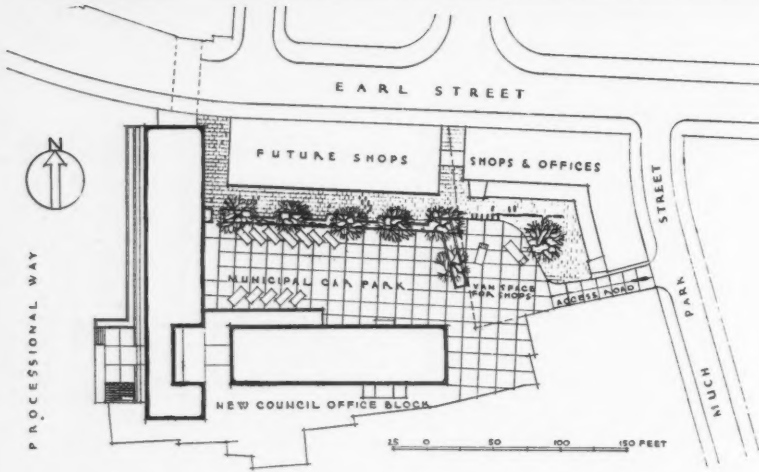 EARL STREET
N
FUTURE SHOPS
SHOPS & OFFICES
STREET
PROCESSIONAL WAY
MUNICIPAL CAR PARK
VAN SPACE
FOR SHOPS
ACCESS ROAD
PARK
MUCH
NEW COUNCIL OFFICE BLOCK
25 0 50 100 150 FEET